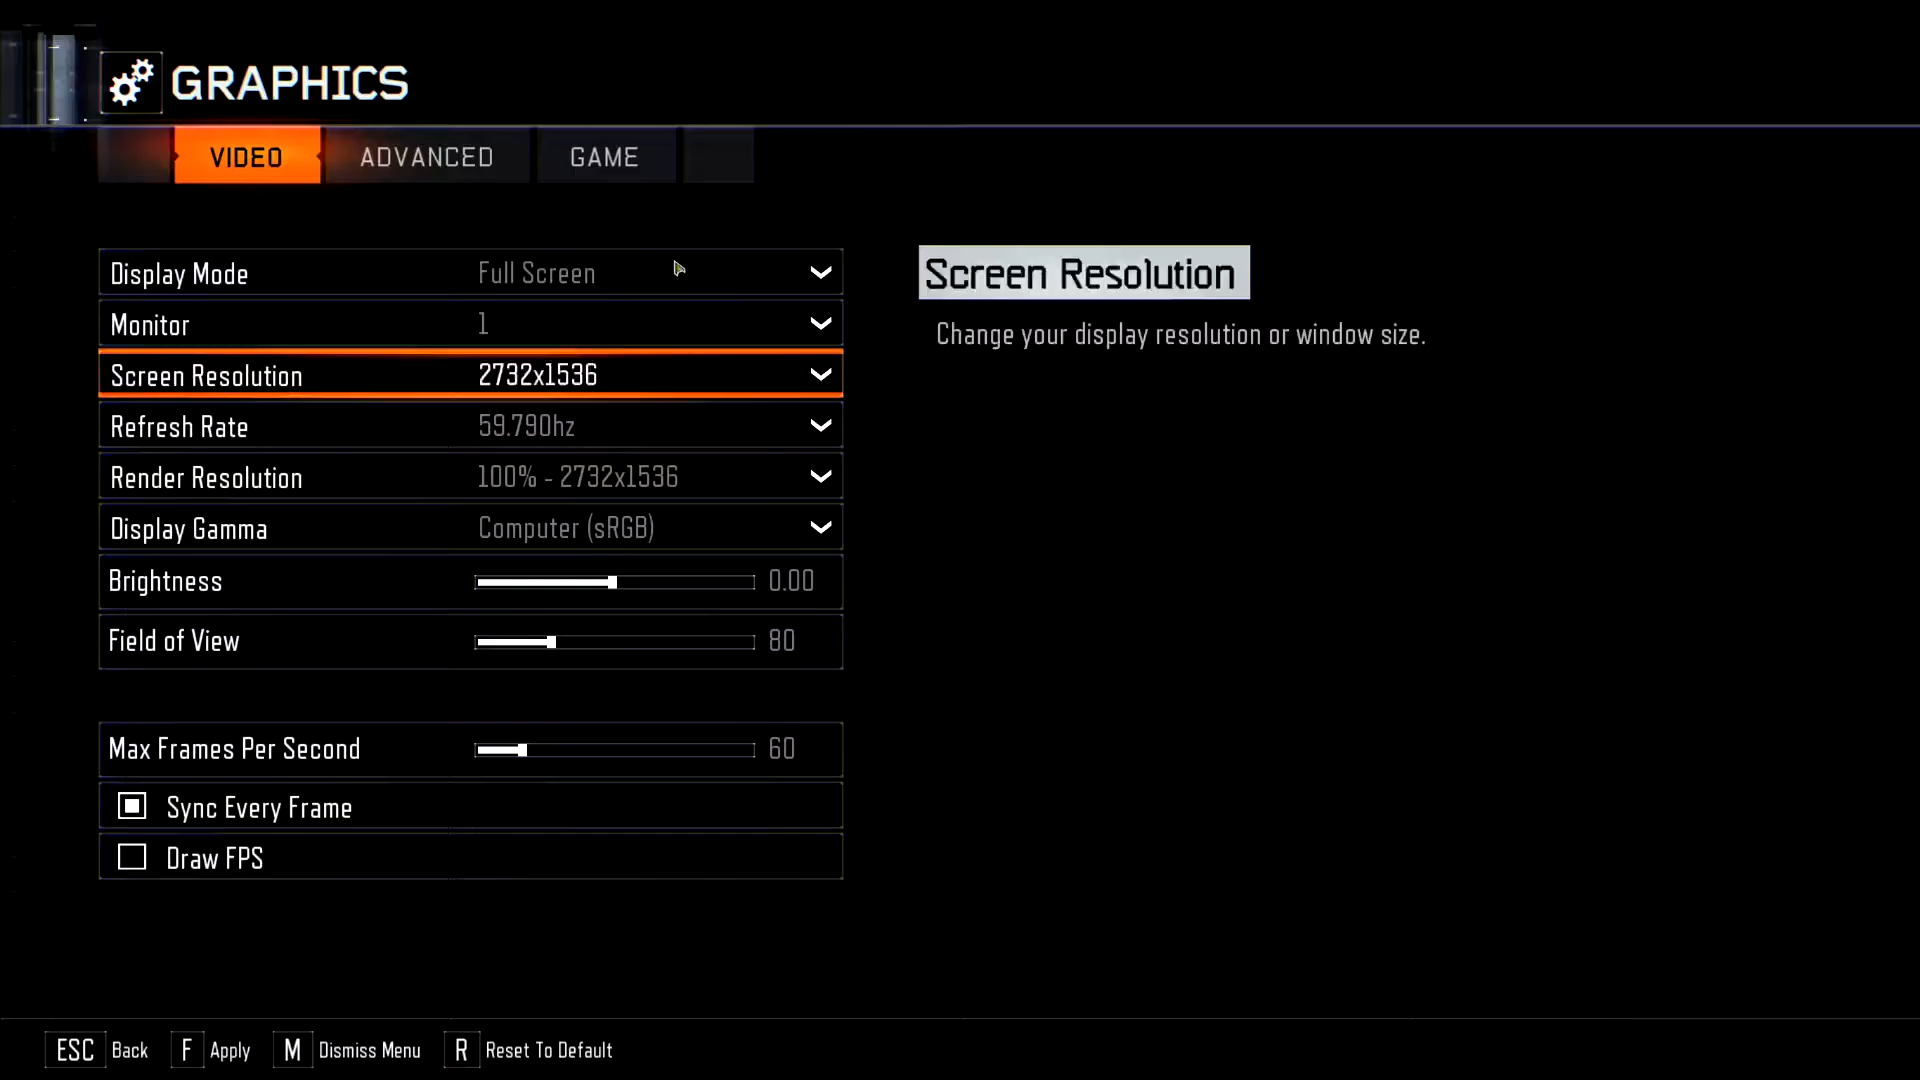 GRAPHICS
VIDEO ADVANCED GAME
Display Mode Full Screen
Monitor 1
Screen Resolution 2732x1536
Refresh Rate 59.790hz
Render Resolution 100% - 2732x1536
Display Gamma Computer (sRGB)
Brightness 0.00
Field of View 80
Max Frames Per Second 60
Sync Every Frame
Draw FPS
Screen Resolution
Change your display resolution or window size.
ESC Back F Apply M Dismiss Menu R Reset To Default